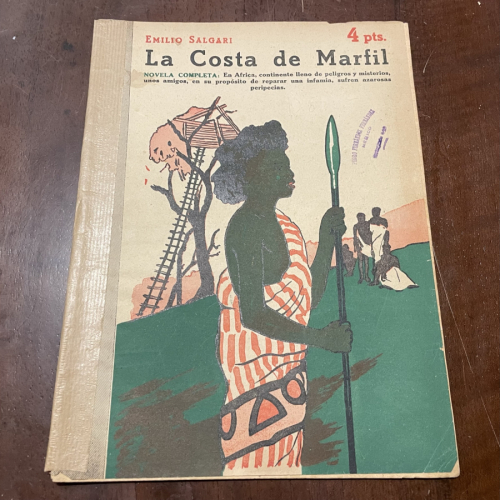 EMILIO SALGARI
4 pts.
La Costa de Marfil
NOVELA COMPLETA: En Africa, continente lleno de peligros y misterios,
unos amigos, en su propósito de reparar una infamia, sufren azarosas
peripecias.